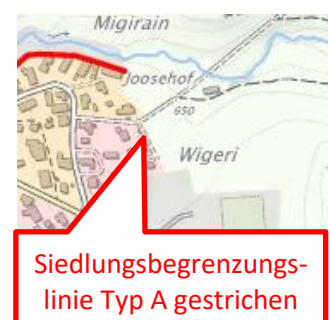 Migirain
Joosehof
650
Wigeri
Siedlungsbegrenzungs-
linie Typ A gestrichen